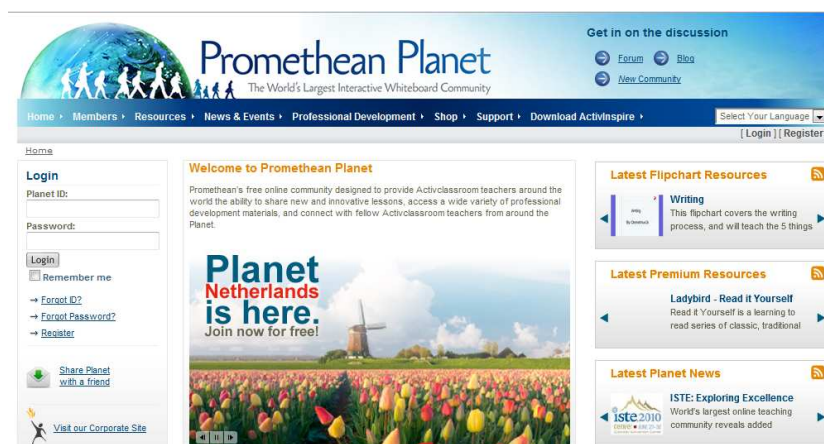 Promethean Planet
The World's Largest Interactive Whiteboard Community
Get in on the discussion
Forum Blog
New Community
Home Members Resources News & Events Professional Development Shop Support Download ActivInspire
Select Your Language
[ Login ] [ Register
Home
Login
Planet ID:
Password:
Login
Remember me
Forgot ID?
Forgot Password?
Register
Share Planet
with a friend
Visit our Corporate Site
Welcome to Promethean Planet
Promethean's free online community designed to provide Activclassroom teachers around the
world the ability to share new and innovative lessons, access a wide variety of professional
development materials, and connect with fellow Activclassroom teachers from around the
Planet.
Planet
Netherlands
is here.
Join now for free!
Latest Flipchart Resources
Writing
This flipchart covers the writing
process, and will teach the 5 things
Latest Premium Resources
Ladybird - Read it Yourself
Read it Yourself is a learning to
read series of classic, traditional
Latest Planet News
iste2010
ISTE: Exploring Excellence
World's largest online teaching
community reveals added